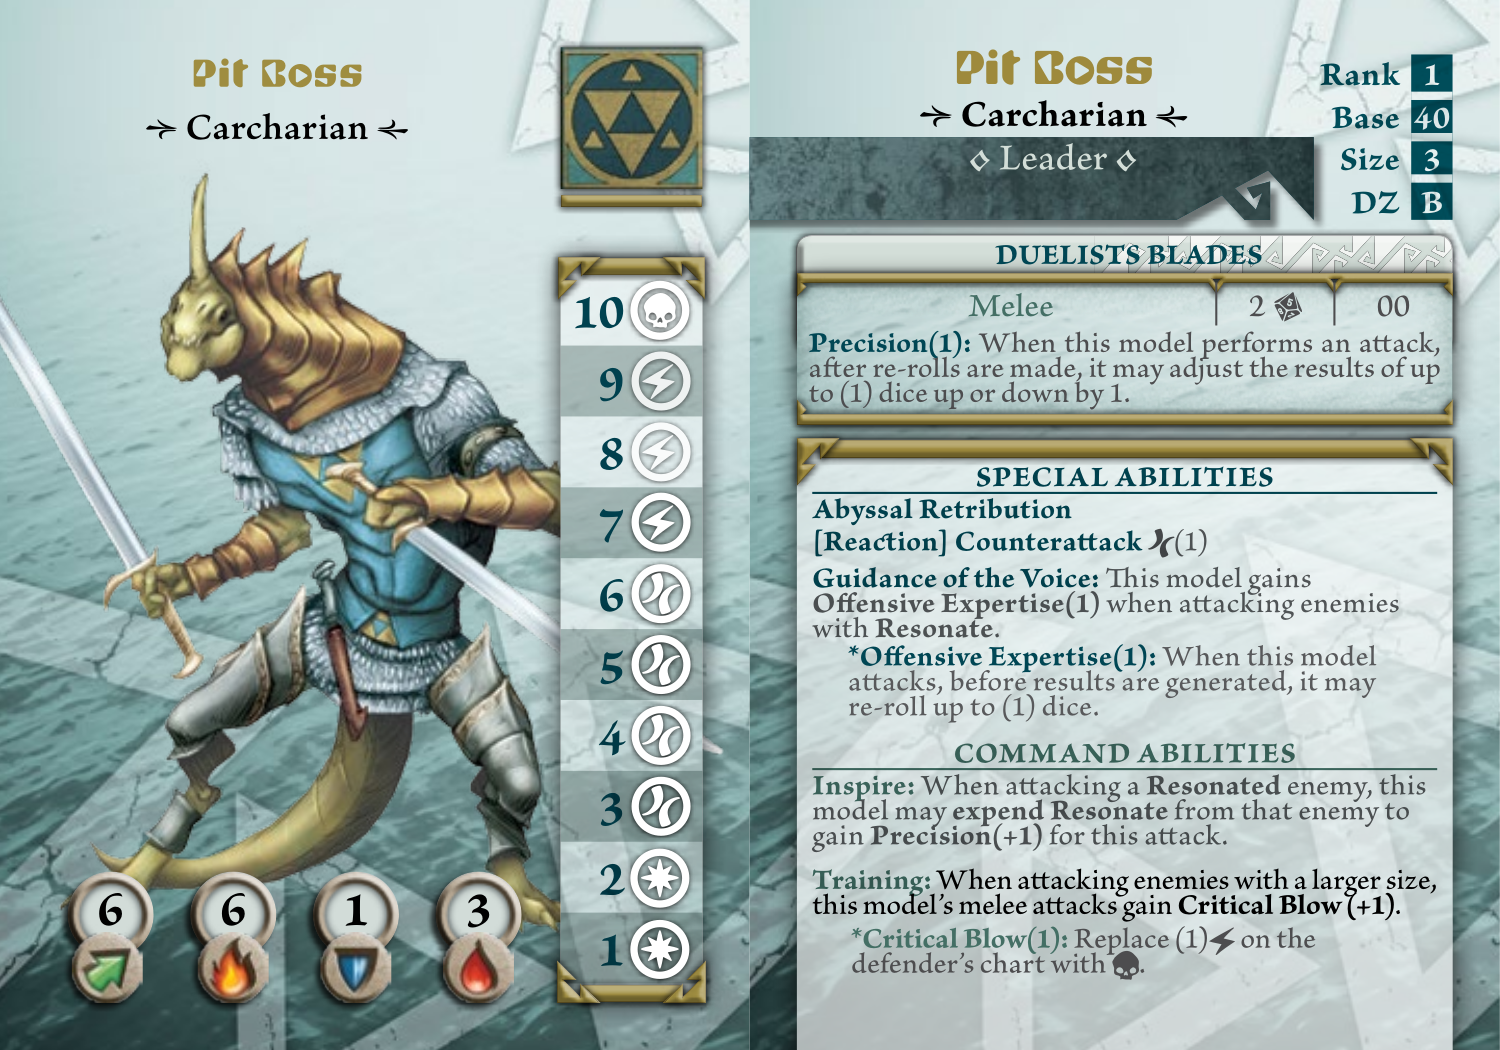 Pit Boss
Carcharian
10
9
8
7
6
5
4
3
2
1
6 6 1 3
Pit Boss
Carcharian
Leader
Rank 1
Base 40
Size 3
DZ B
DUELISTS BLADES
Melee 2 00
Precision(1): When this model performs an attack,
after re-rolls are made, it may adjust the results of up
to (1) dice up or down by 1.
SPECIAL ABILITIES
Abyssal Retribution
[Reaction] Counterattack (1)
Guidance of the Voice: This model gains
Offensive Expertise(1) when attacking enemies
with Resonate.
*Offensive Expertise(1): When this model
attacks, before results are generated, it may
re-roll up to (1) dice.
COMMAND ABILITIES
Inspire: When attacking a Resonated enemy, this
model may expend Resonate from that enemy to
gain Precision(+1) for this attack.
Training: When attacking enemies with a larger size,
this model's melee attacks gain Critical Blow (+1).
*Critical Blow(1): Replace (1) on the
defender's chart with .